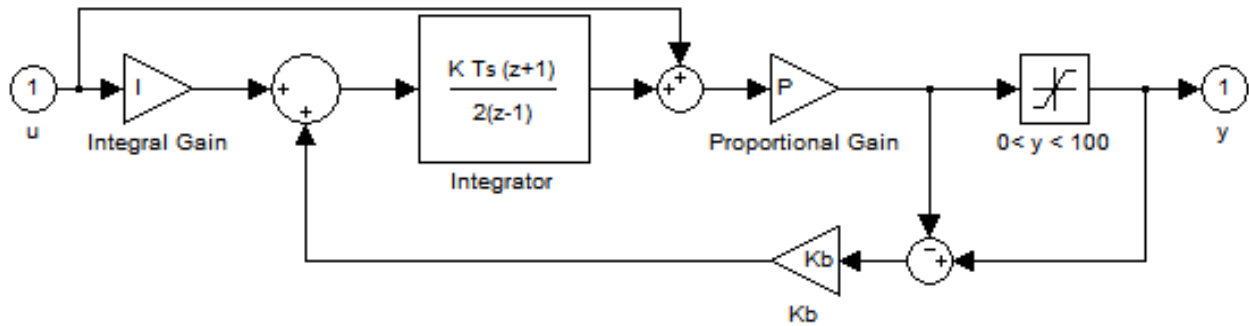 1
u
I
Integral Gain
+
+
K Ts (z+1)
2(z-1)
Integrator
+
+
P
Proportional Gain
0< y < 100
1
y
−
+
Kb
Kb